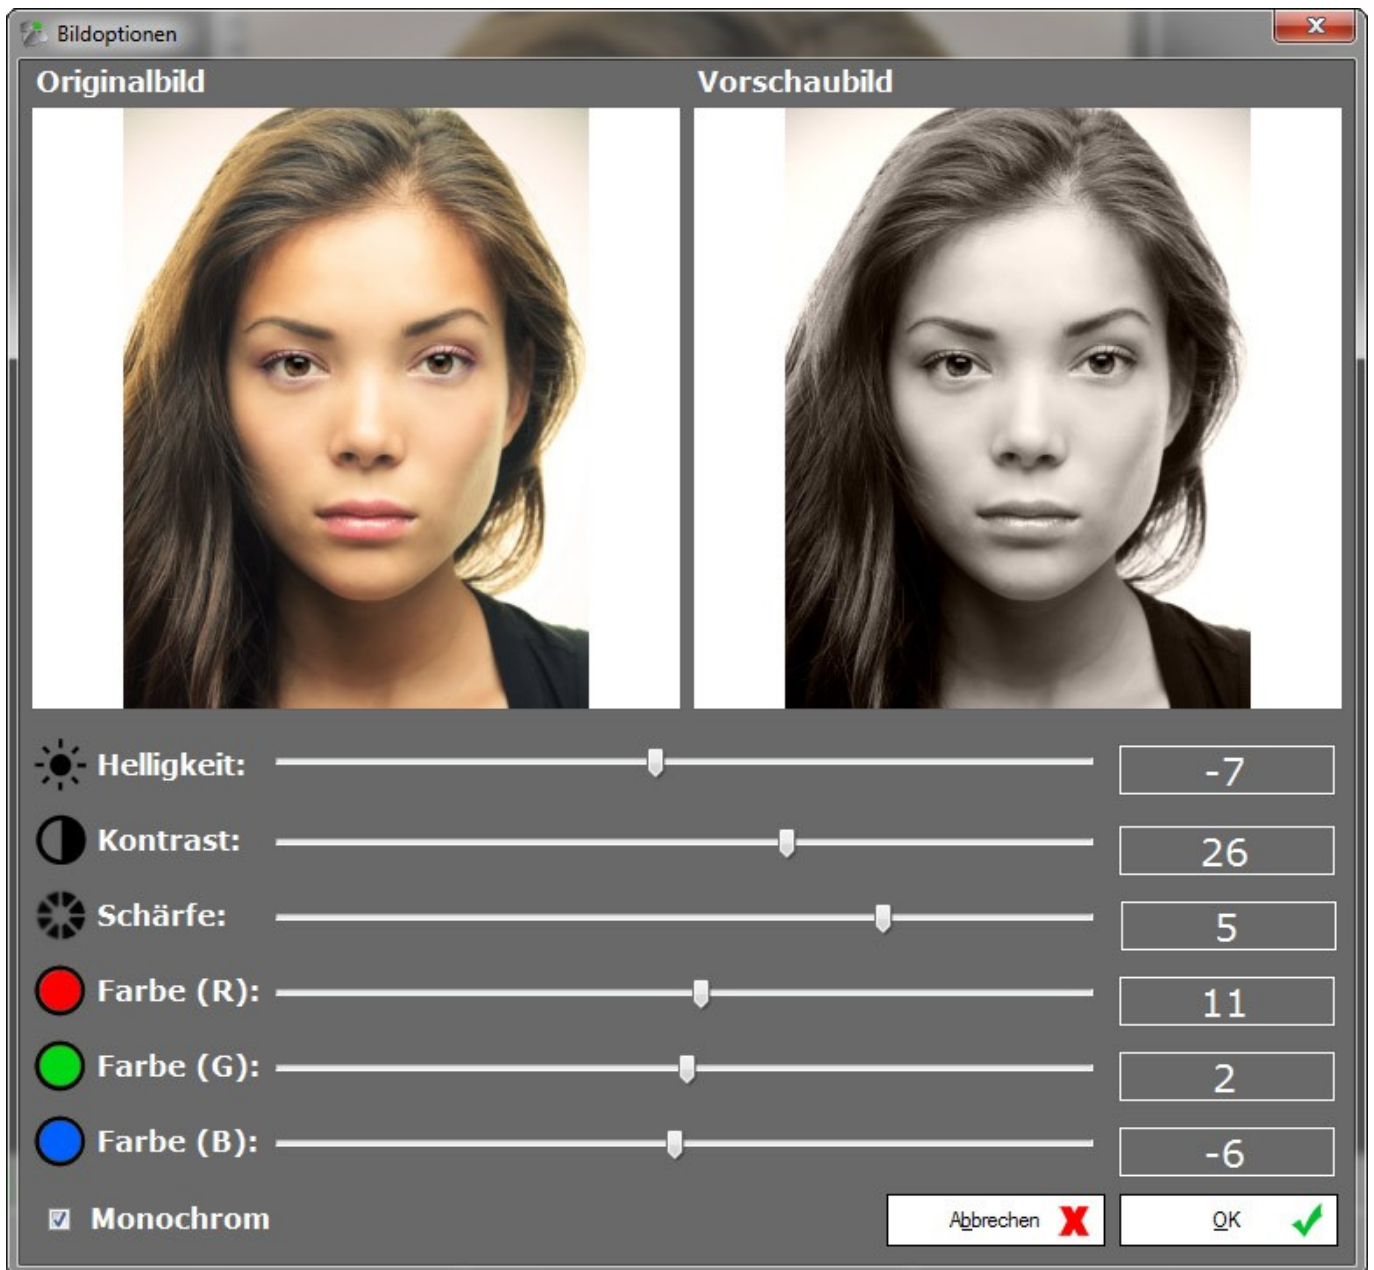 Bildoptionen
Originalbild
Vorschaubild
Helligkeit:
-7
Kontrast:
26
Schärfe:
5
Farbe (R):
11
Farbe (G):
2
Farbe (B):
-6
Monochrom
Abbrechen
OK